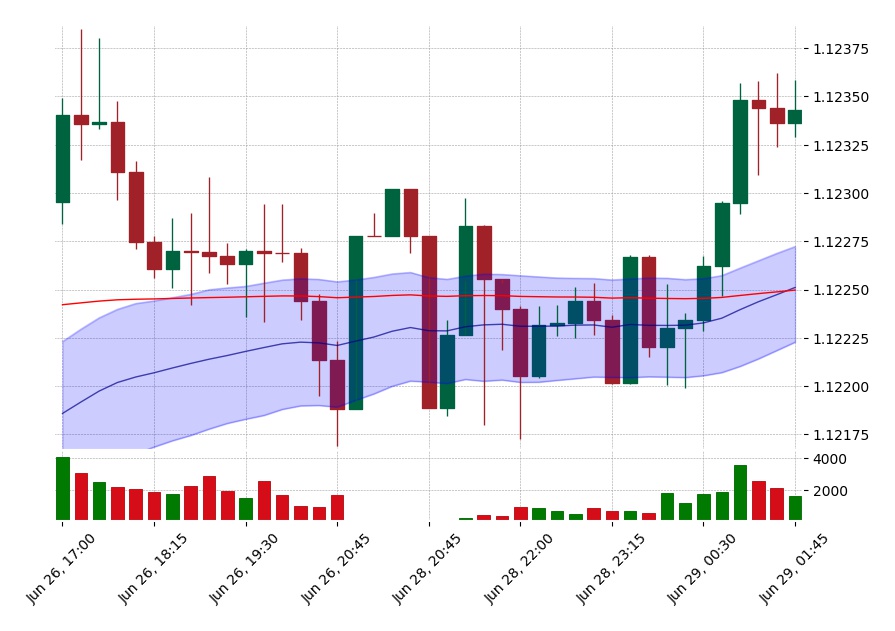 1.12375
1.12350
1.12325
1.12300
1.12275
1.12250
1.12225
1.12200
1.12175
4000
2000
Jun 26, 17:00
Jun 26, 18:15
Jun 26, 19:30
Jun 26, 20:45
Jun 28, 20:45
Jun 28, 22:00
Jun 28, 23:15
Jun 29, 00:30
Jun 29, 01:45